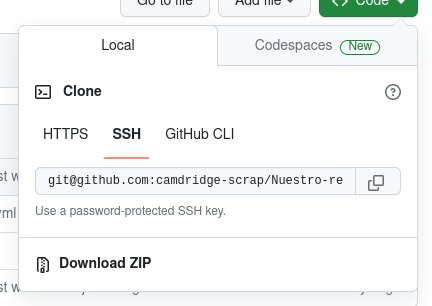 Go to file Add file Code
Local Codespaces New
Clone
HTTPS SSH GitHub CLI
git@github.com:camdridge-scrap/Nuestro-re
Use a password-protected SSH key.
Download ZIP